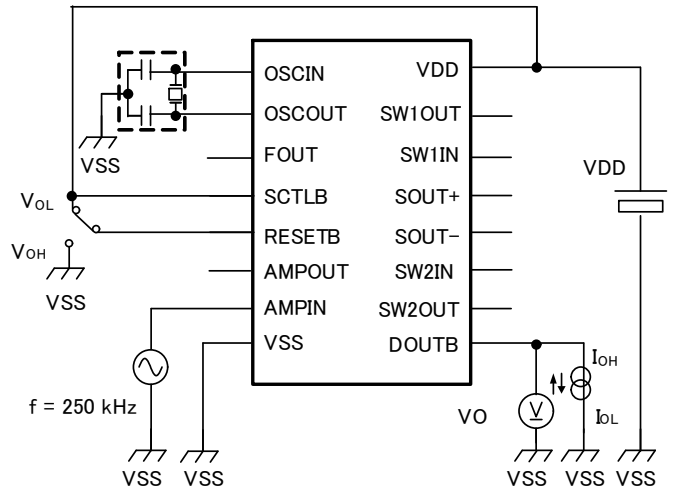 OSCIN
OSCOUT
FOUT
SCTLB
RESETB
AMPOUT
AMPIN
VSS
VDD
SW1OUT
SW1IN
SOUT+
SOUT−
SW2IN
SW2OUT
DOUTB
VSS
VOL
VOH
VSS
f = 250 kHz
VSS
VSS
VDD
VO
V
IOH
IOL
VSS
VSS
VSS